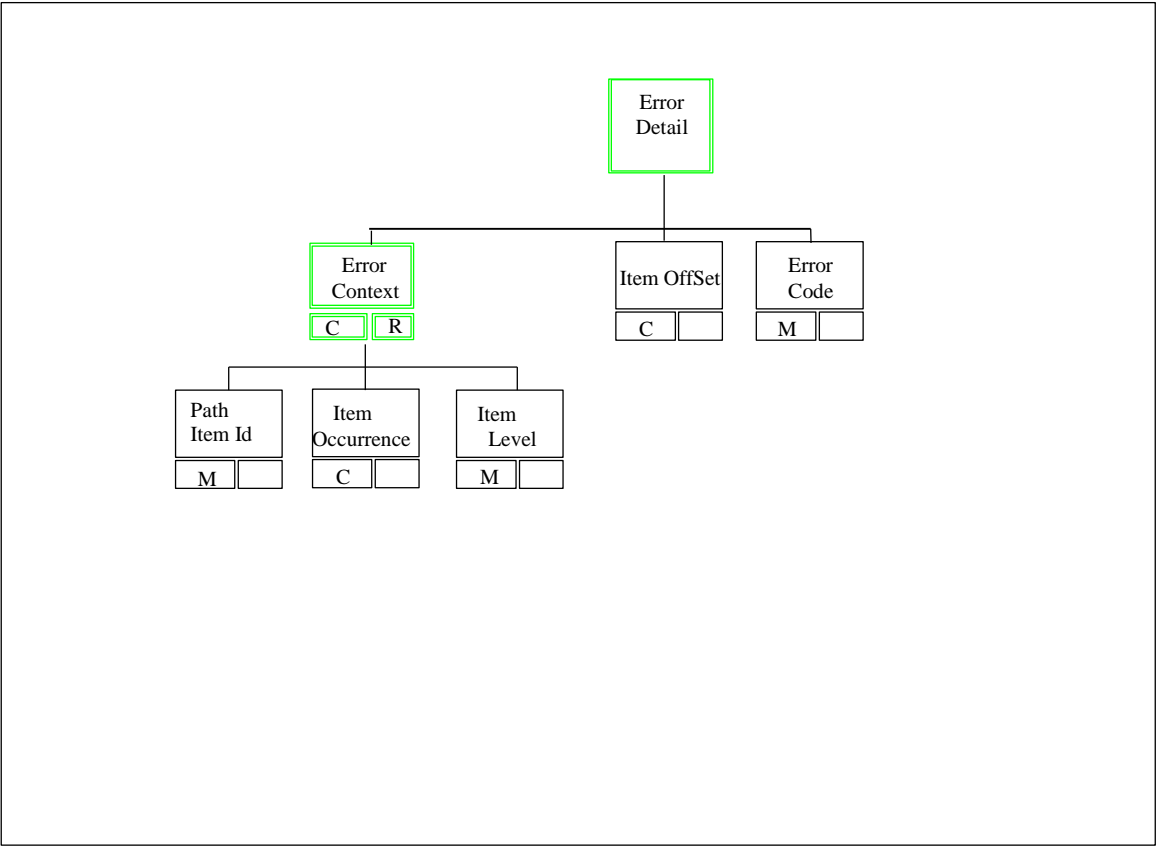 Error
Detail
Error
Context
C R
Item OffSet
C
Error
Code
M
Path
Item Id
M
Item
Occurrence
C
Item
Level
M